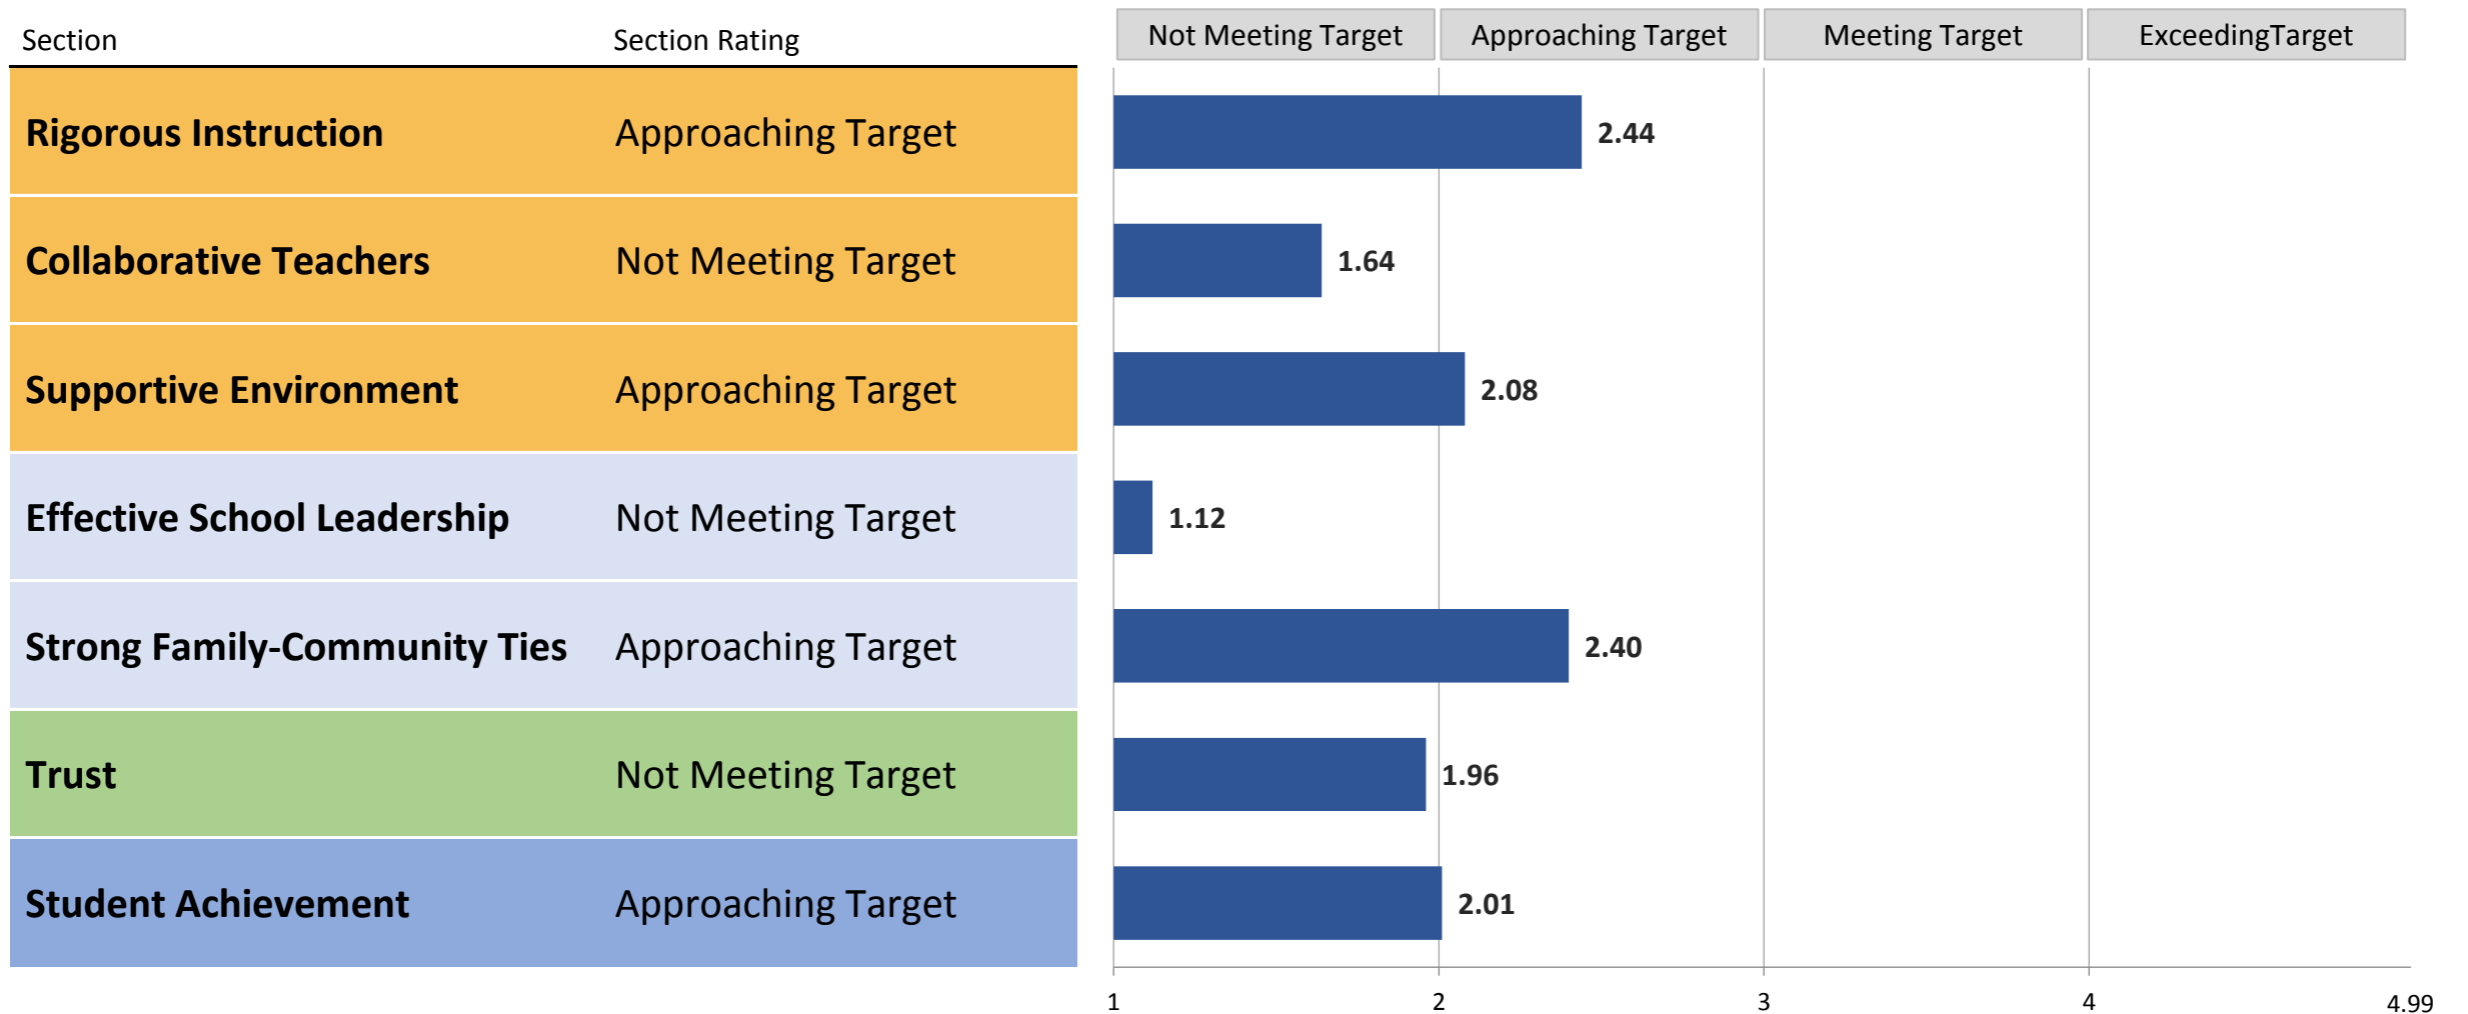 Section Section Rating Not Meeting Target Approaching Target Meeting Target ExceedingTarget
Rigorous Instruction Approaching Target 2.44
Collaborative Teachers Not Meeting Target 1.64
Supportive Environment Approaching Target 2.08
Effective School Leadership Not Meeting Target 1.12
Strong Family-Community Ties Approaching Target 2.40
Trust Not Meeting Target 1.96
Student Achievement Approaching Target 2.01
1 2 3 4 4.99